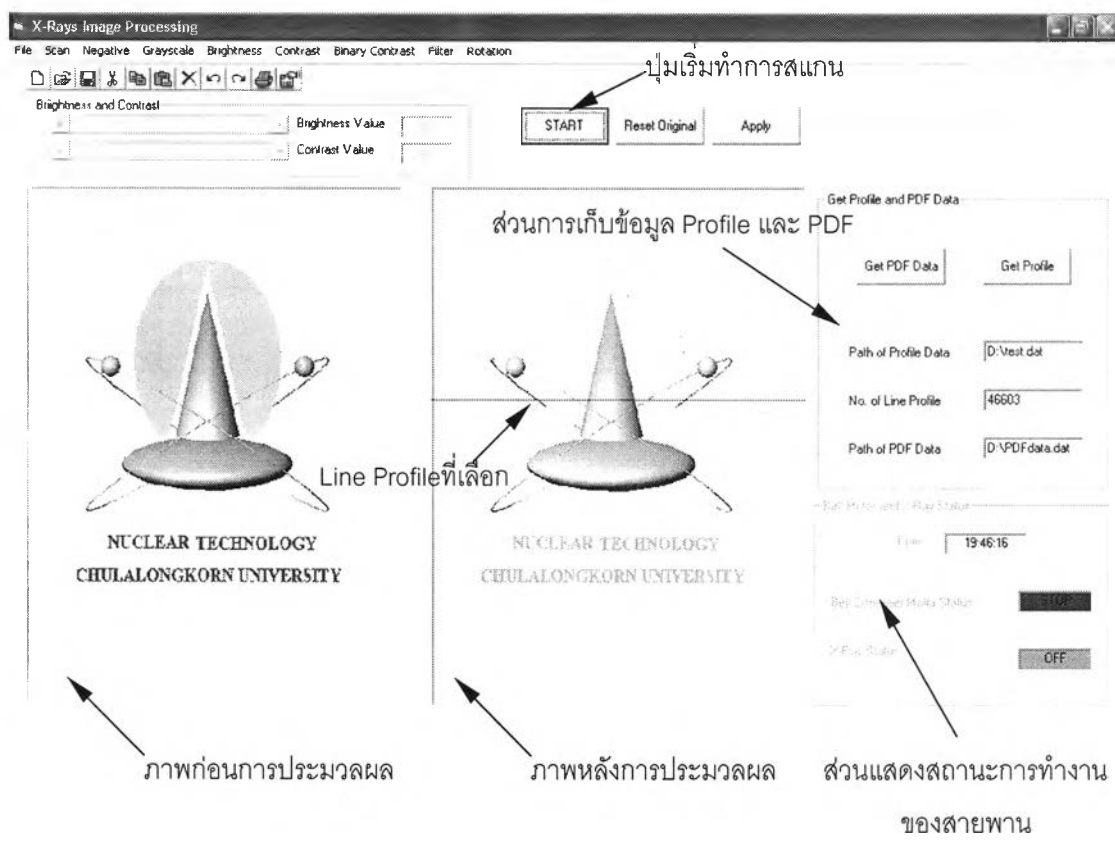 X-Rays Image Processing
File Scan Negative Grayscale Brightness Contrast Binary Contrast Filter Rotation
ปุ่มเริ่มทำการสแกน
Brightness and Contrast
Brightness Value
Contrast Value
START Reset Original Apply
Get Profile and PDF Data
ส่วนการเก็บข้อมูล Profile และ PDF
Get PDF Data Get Profile
Path of Profile Data D:\test.dat
No. of Line Profile 46603
Path of PDF Data D:\PDFdata.dat
Line Profileที่เลือก
NUCLEAR TECHNOLOGY
CHULALONGKORN UNIVERSITY
NUCLEAR TECHNOLOGY
CHULALONGKORN UNIVERSITY
Time 19:46:16
Status
STOP
X-Ray Status OFF
ภาพก่อนการประมวลผล
ภาพหลังการประมวลผล
ส่วนแสดงสถานะการทำงาน
ของสายพาน